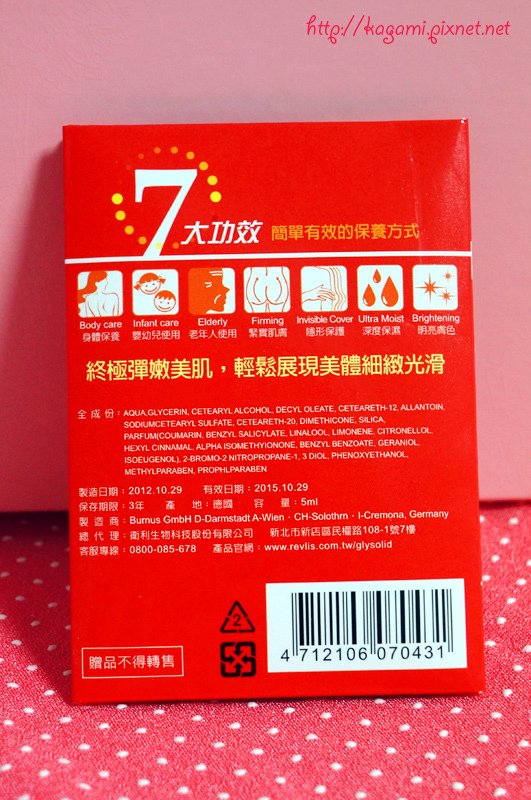 http://kagami.pixnet.net
7大功效 簡單有效的保養方式
Body care Infant care Elderly Firming Invisible Cover Ultra Moist Brightening
身體保養 嬰幼兒使用 老年人使用 緊實肌膚 隱形保護 深度保濕 明亮膚色
終極彈嫩美肌，輕鬆展現美體細緻光滑
全成份：AQUA,GLYCERIN, CETEARYL ALCOHOL, DECYL OLEATE, CETEARETH-12, ALLANTOIN,
SODIUMCETEARYL SULFATE, CETEARETH-20, DIMETHICONE, SILICA,
PARFUM(COUMARIN, BENZYL SALICYLATE, LINALOOL, LIMONENE, CITRONELLOL,
HEXYL CINNAMAL, ALPHA ISOMETHYIONONE, BENZYL BENZOATE, GERANIOL,
ISOEUGENOL), 2-BROMO-2 NITROPROPANE-1, 3 DIOL, PHENOXYETHANOL,
METHYLPARABEN, PROPHLPARABEN
製造日期：2012.10.29 有效日期：2015.10.29
保存期限：3年 產地：德國 容量：5ml
製造商：Burnus GmbH D-Darmstadt A-Wien，CH-Solothrn，I-Cremona, Germany
總代理：衛利生物科技股份有限公司 新北市新店區民權路108-1號7樓
客服專線：0800-085-678 產品官網：www.revlis.com.tw/glysolid
2
贈品不得轉售
4 712106 070431